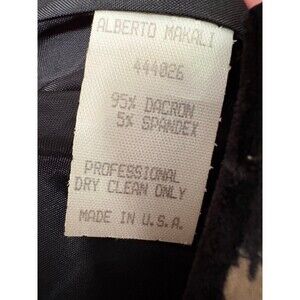 ALBERTO MAKALI
444026
95% DACRON
5% SPANDEX
PROFESSIONAL
DRY CLEAN ONLY
MADE IN U.S.A.